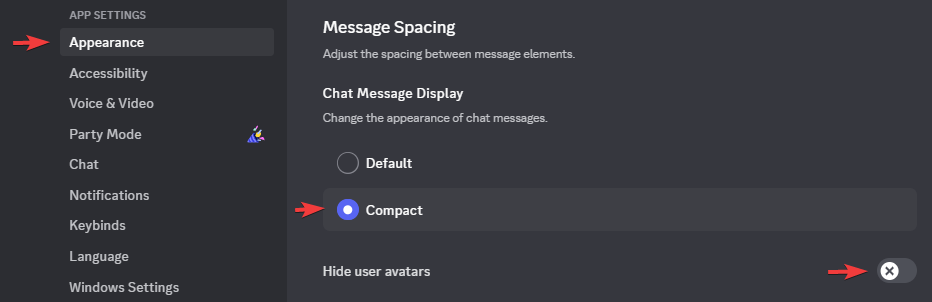 APP SETTINGS
Appearance
Accessibility
Voice & Video
Party Mode
Chat
Notifications
Keybinds
Language
Windows Settings
Message Spacing
Adjust the spacing between message elements.
Chat Message Display
Change the appearance of chat messages.
Default
Compact
Hide user avatars